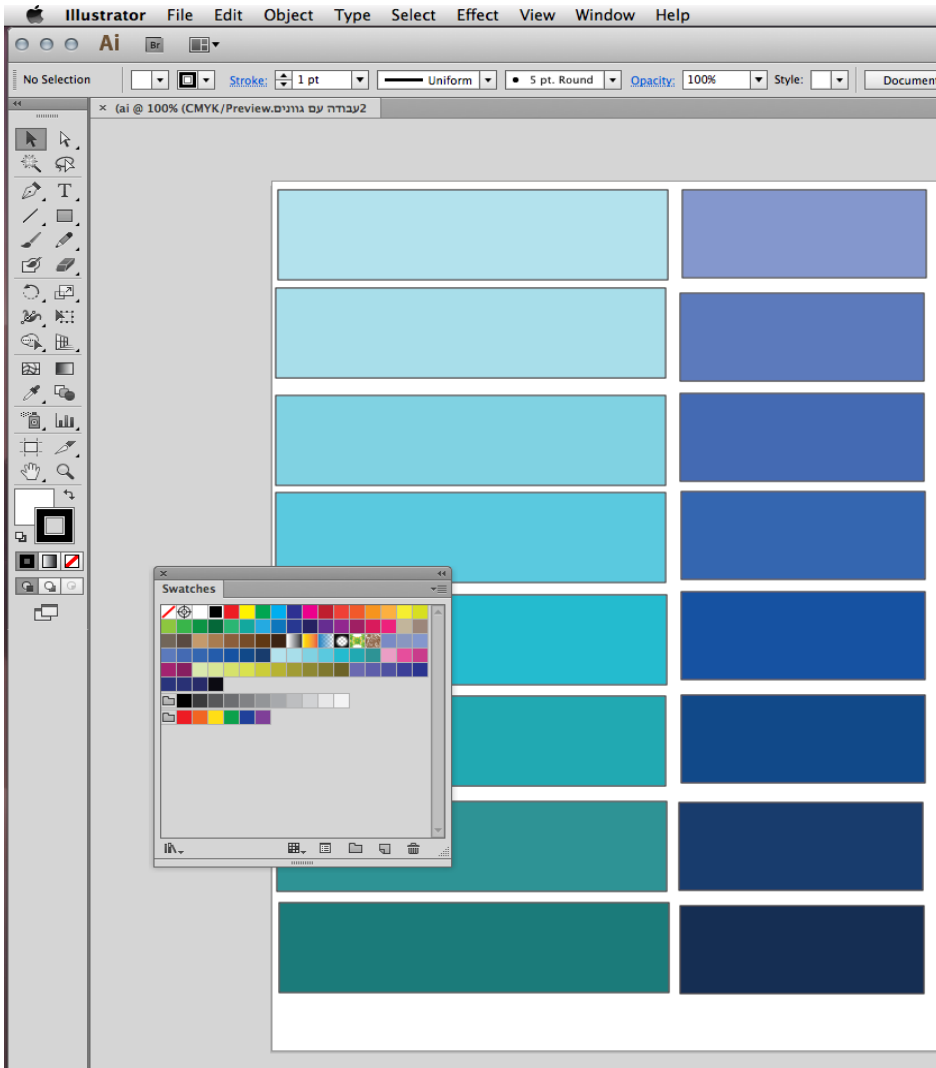 Illustrator File Edit Object Type Select Effect View Window Help
Ai Br
No Selection Stroke: 1 pt Uniform 5 pt. Round Opacity: 100% Style: Document
× (ai @ 100% (CMYK/Preview.עבודה עם גוונים2
T
Swatches